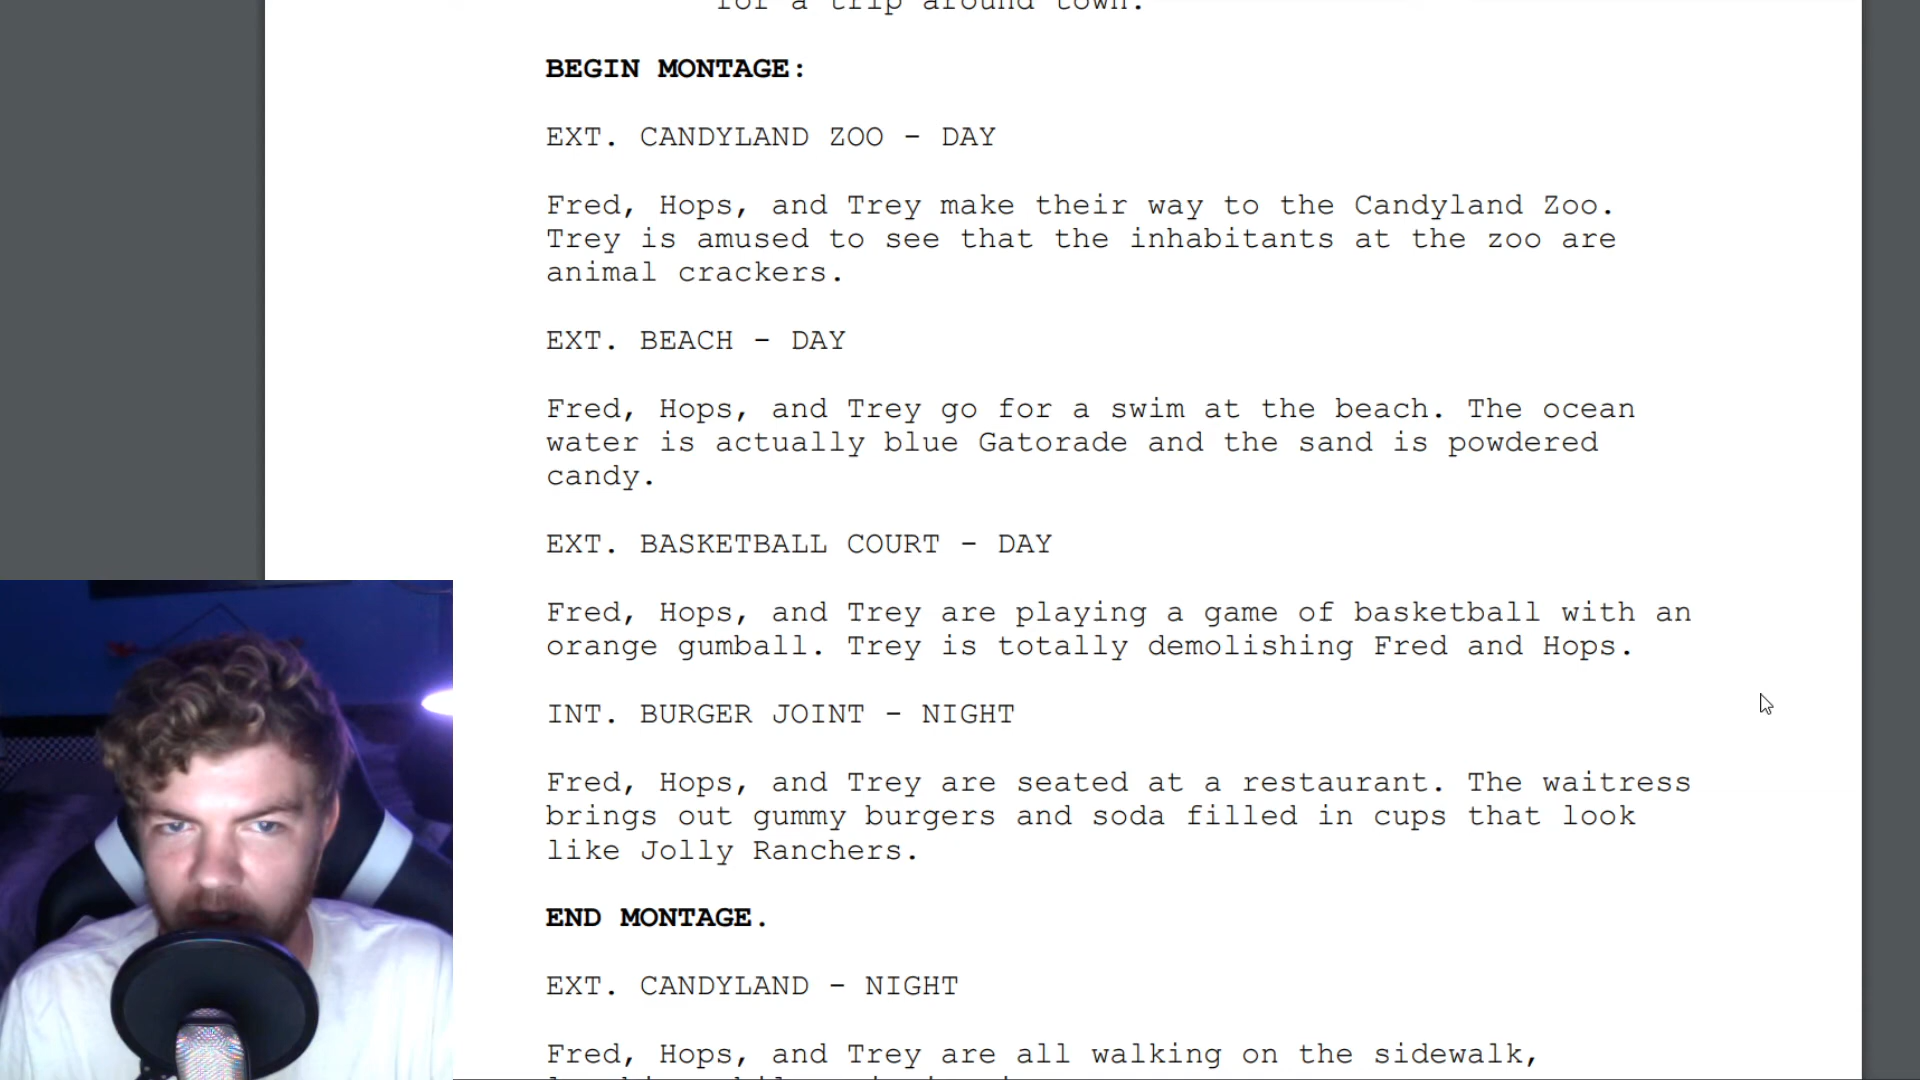 for a trip around town.
BEGIN MONTAGE:
EXT. CANDYLAND ZOO - DAY
Fred, Hops, and Trey make their way to the Candyland Zoo.
Trey is amused to see that the inhabitants at the zoo are
animal crackers.
EXT. BEACH - DAY
Fred, Hops, and Trey go for a swim at the beach. The ocean
water is actually blue Gatorade and the sand is powdered
candy.
EXT. BASKETBALL COURT - DAY
Fred, Hops, and Trey are playing a game of basketball with an
orange gumball. Trey is totally demolishing Fred and Hops.
INT. BURGER JOINT - NIGHT
Fred, Hops, and Trey are seated at a restaurant. The waitress
brings out gummy burgers and soda filled in cups that look
like Jolly Ranchers.
END MONTAGE.
EXT. CANDYLAND - NIGHT
Fred, Hops, and Trey are all walking on the sidewalk,